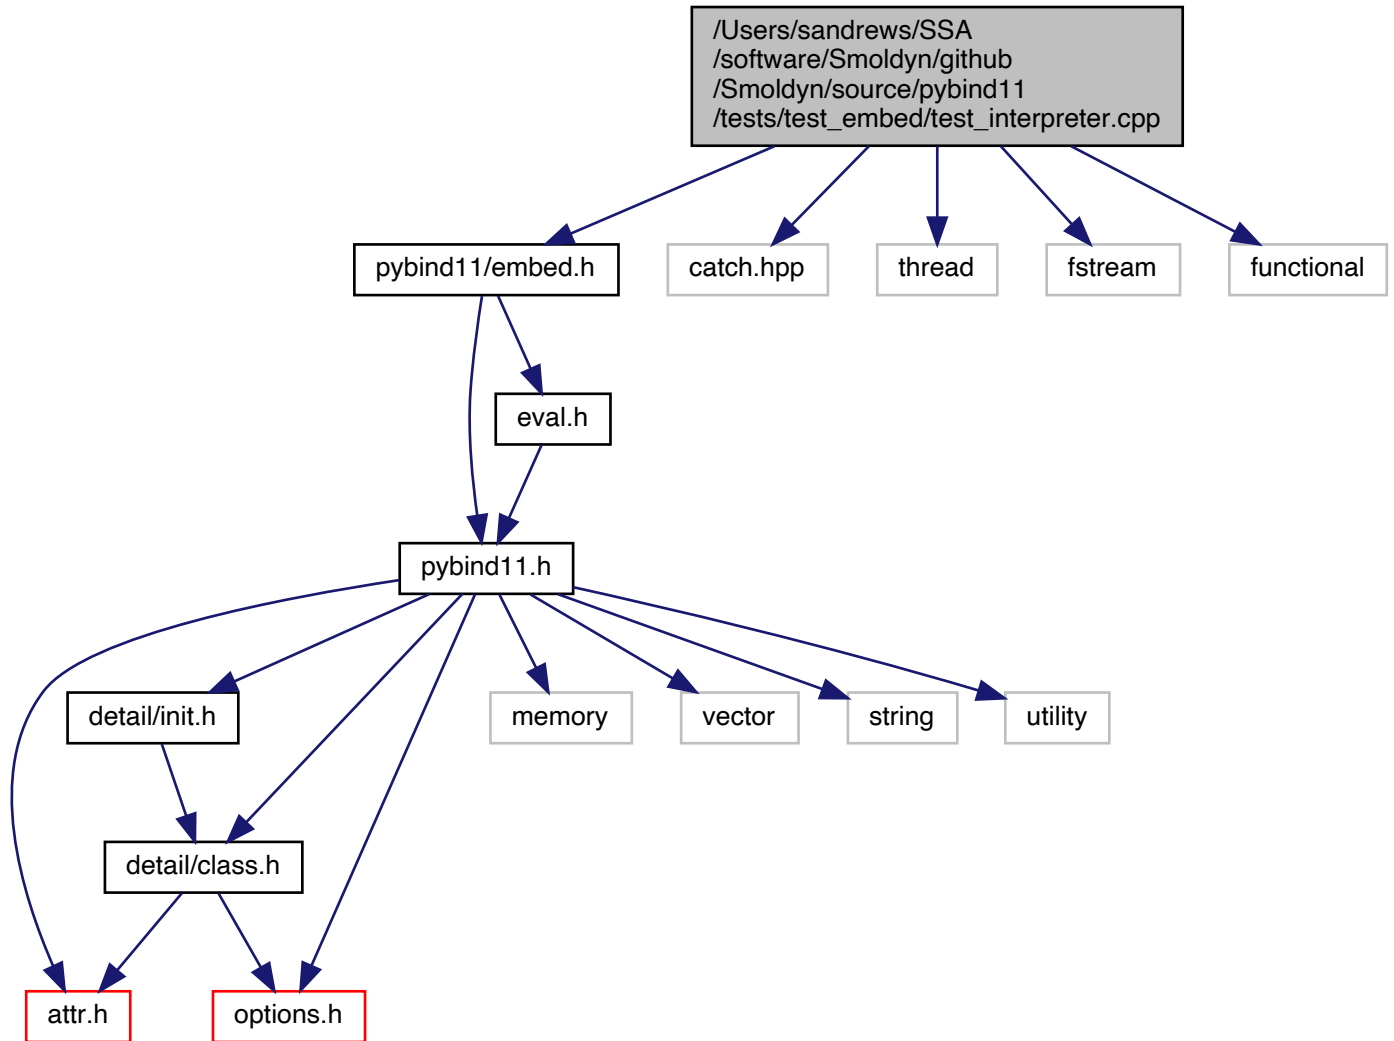 /Users/sandrews/SSA
/software/Smoldyn/github
/Smoldyn/source/pybind11
/tests/test_embed/test_interpreter.cpp
pybind11/embed.h
catch.hpp
thread
fstream
functional
eval.h
pybind11.h
detail/init.h
memory
vector
string
utility
detail/class.h
attr.h
options.h